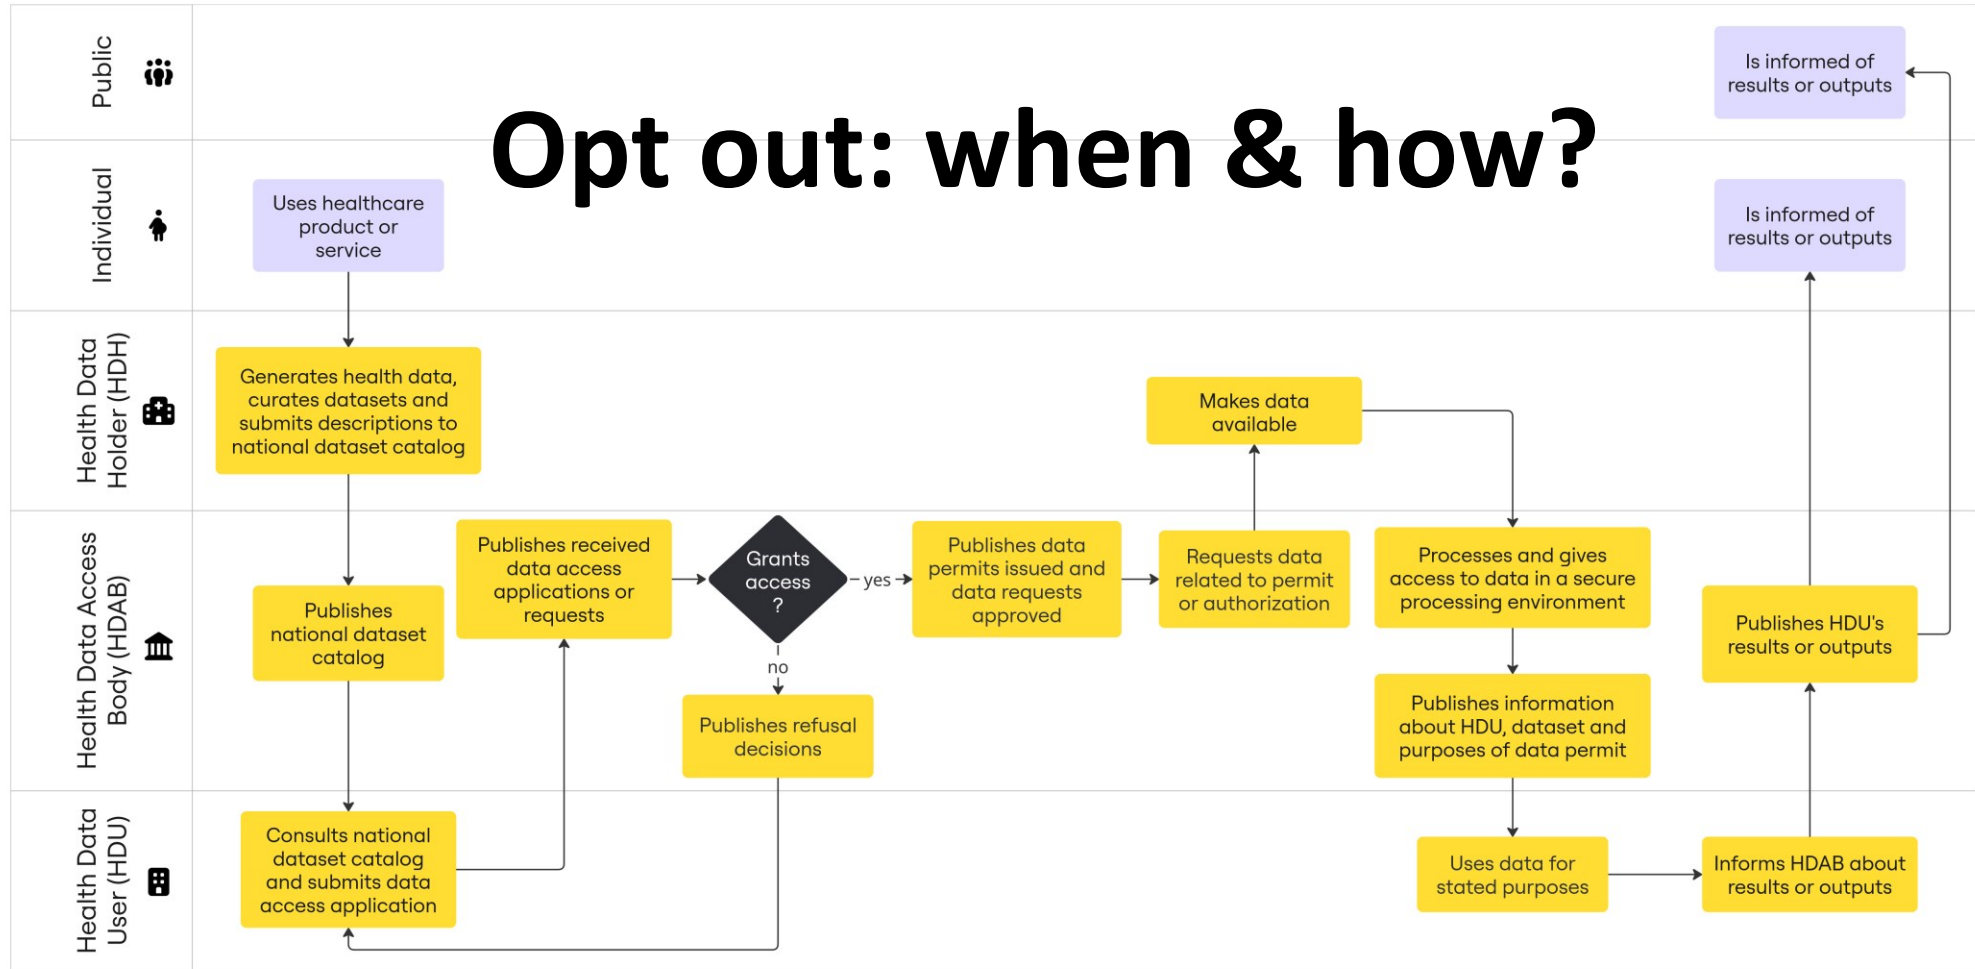 Opt out: when & how?
Public
Is informed of
results or outputs
Individual
Uses healthcare
product or
service
Is informed of
results or outputs
Health Data
Holder (HDH)
Generates health data,
curates datasets and
submits descriptions to
national dataset catalog
Makes data
available
Health Data Access
Body (HDAB)
Publishes
national dataset
catalog
Publishes received
data access
applications or
requests
Grants
access
?
yes
no
Publishes refusal
decisions
Publishes data
permits issued and
data requests
approved
Requests data
related to permit
or authorization
Processes and gives
access to data in a secure
processing environment
Publishes information
about HDU, dataset and
purposes of data permit
Publishes HDU's
results or outputs
Health Data
User (HDU)
Consults national
dataset catalog
and submits data
access application
Uses data for
stated purposes
Informs HDAB about
results or outputs